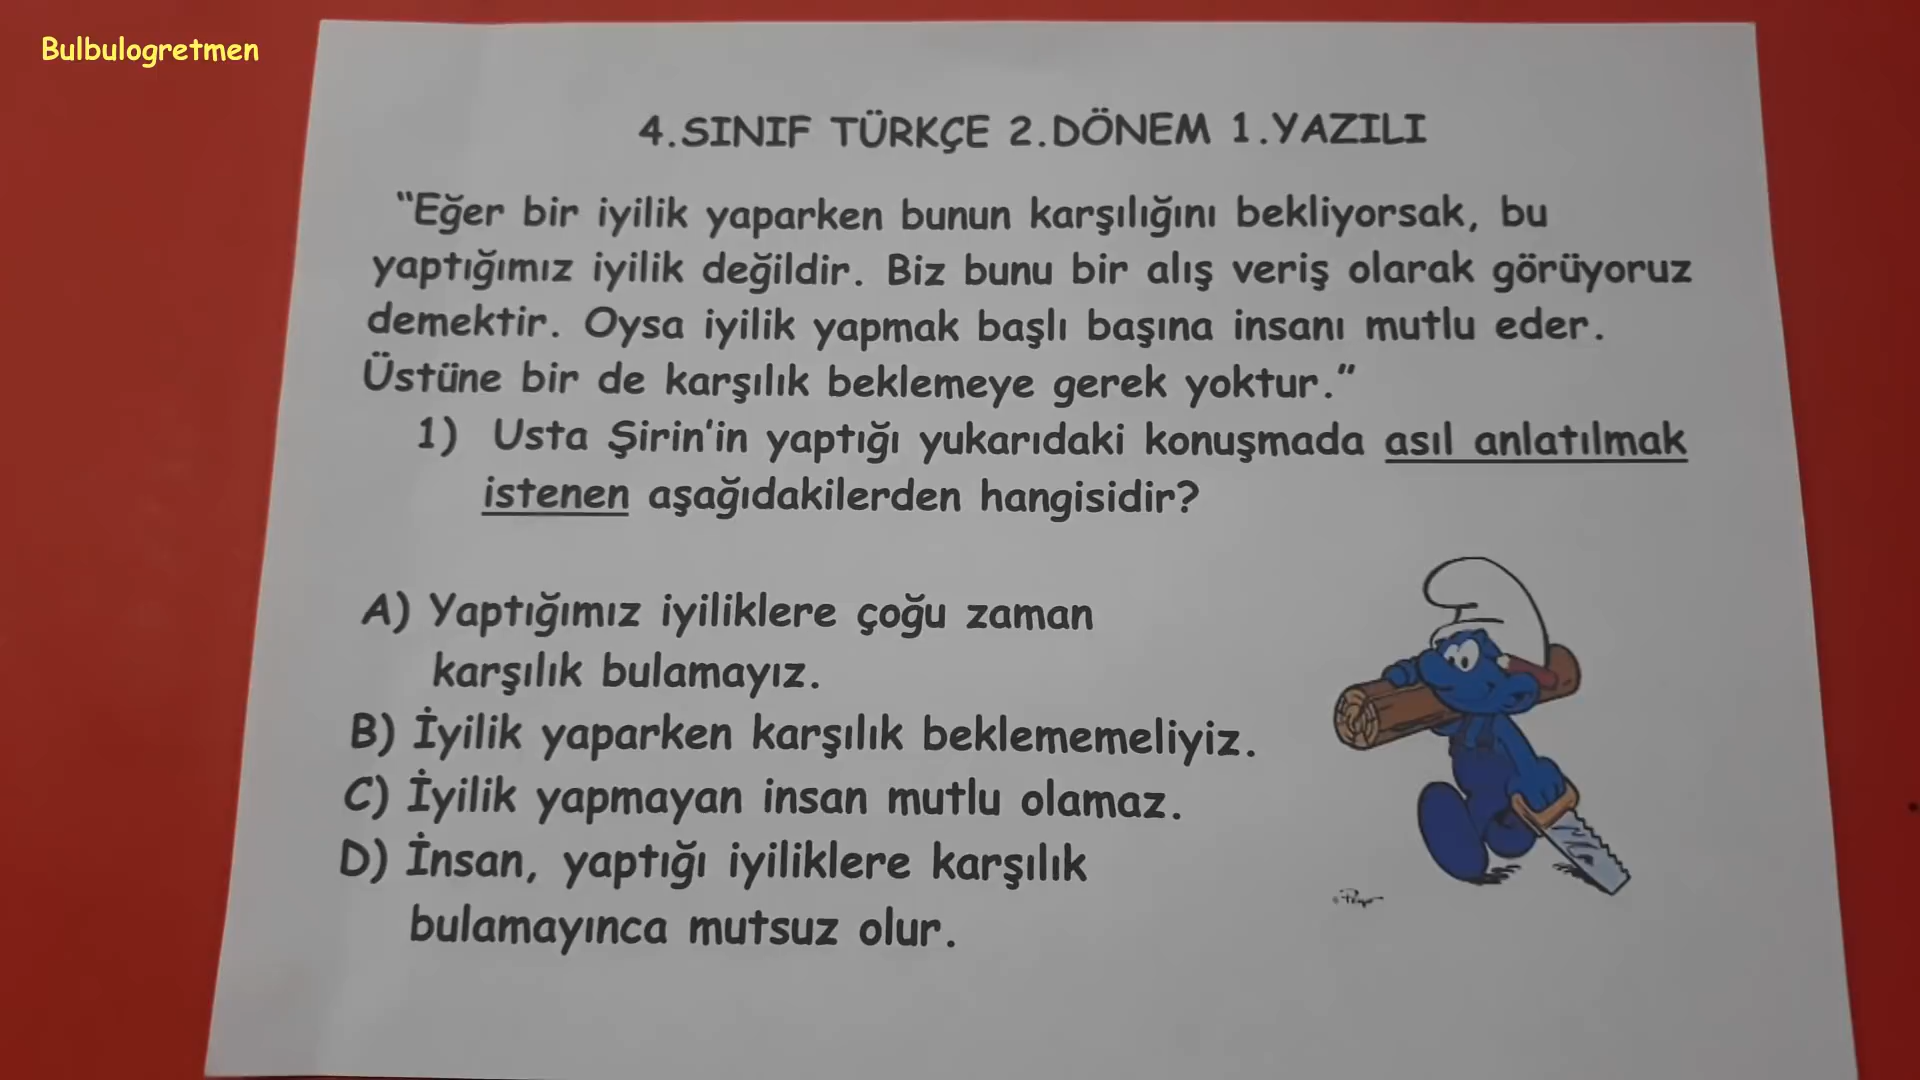 Bulbulogretmen
4.SINIF TÜRKÇE 2.DÖNEM 1.YAZILI
“Eğer bir iyilik yaparken bunun karşılığını bekliyorsak, bu
yaptığımız iyilik değildir. Biz bunu bir alış veriş olarak görüyoruz
demektir. Oysa iyilik yapmak başlı başına insanı mutlu eder.
Üstüne bir de karşılık beklemeye gerek yoktur.”
1) Usta Şirin’in yaptığı yukarıdaki konuşmada asıl anlatılmak
istenen aşağıdakilerden hangisidir?
A) Yaptığımız iyiliklere çoğu zaman
karşılık bulamayız.
B) İyilik yaparken karşılık beklememeliyiz.
C) İyilik yapmayan insan mutlu olamaz.
D) İnsan, yaptığı iyiliklere karşılık
bulamayınca mutsuz olur.